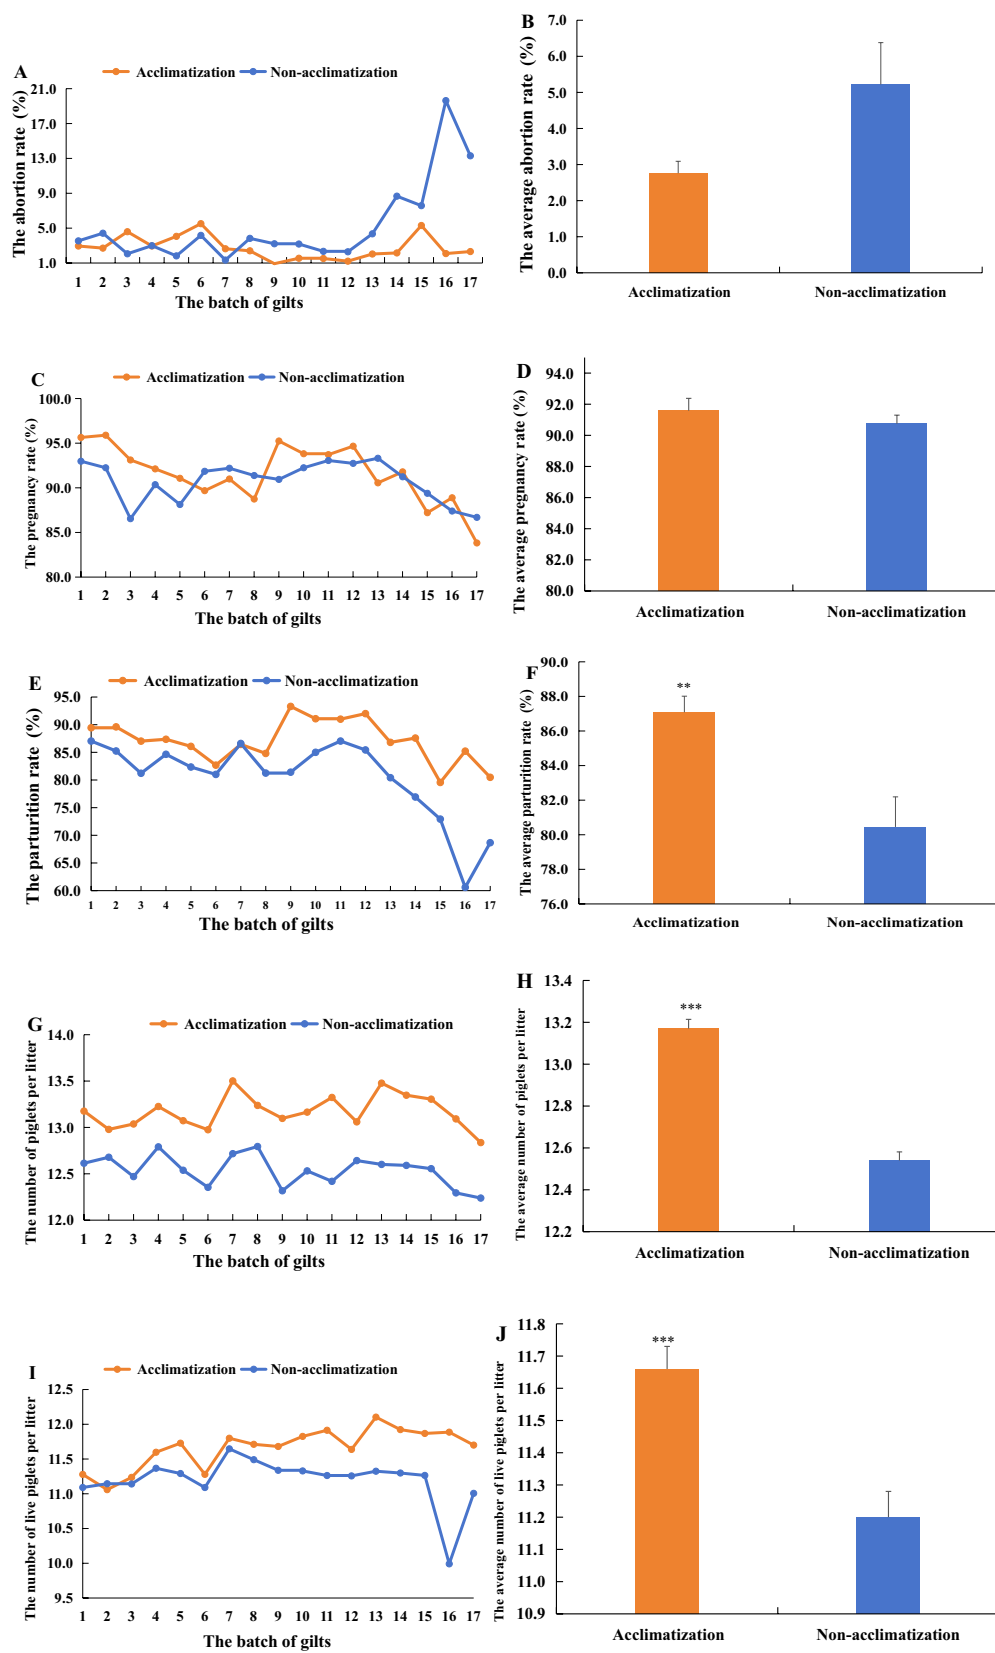 A
Acclimatization Non-acclimatization
The abortion rate (%)
21.0
17.0
13.0
9.0
5.0
1.0
1 2 3 4 5 6 7 8 9 10 11 12 13 14 15 16 17
The batch of gilts
B
The average abortion rate (%)
7.0
6.0
5.0
4.0
3.0
2.0
1.0
0.0
Acclimatization Non-acclimatization
C
Acclimatization Non-acclimatization
The pregnancy rate (%)
100.0
95.0
90.0
85.0
80.0
1 2 3 4 5 6 7 8 9 10 11 12 13 14 15 16 17
The batch of gilts
D
The average pregnancy rate (%)
94.0
92.0
90.0
88.0
86.0
84.0
82.0
80.0
Acclimatization Non-acclimatization
E
Acclimatization Non-acclimatization
The parturition rate (%)
95.0
90.0
85.0
80.0
75.0
70.0
65.0
60.0
1 2 3 4 5 6 7 8 9 10 11 12 13 14 15 16 17
The batch of gilts
F
The average parturition rate (%)
90.0
88.0
86.0
84.0
82.0
80.0
78.0
76.0
**
Acclimatization Non-acclimatization
G
Acclimatization Non-acclimatization
The number of piglets per litter
14.0
13.5
13.0
12.5
12.0
1 2 3 4 5 6 7 8 9 10 11 12 13 14 15 16 17
The batch of gilts
H
The average number of piglets per litter
13.4
13.2
13.0
12.8
12.6
12.4
12.2
***
Acclimatization Non-acclimatization
I
Acclimatization Non-acclimatization
The number of live piglets per litter
12.5
12.0
11.5
11.0
10.5
10.0
9.5
1 2 3 4 5 6 7 8 9 10 11 12 13 14 15 16 17
The batch of gilts
J
The average number of live piglets per litter
11.8
11.7
11.6
11.5
11.4
11.3
11.2
11.1
11.0
10.9
***
Acclimatization Non-acclimatization